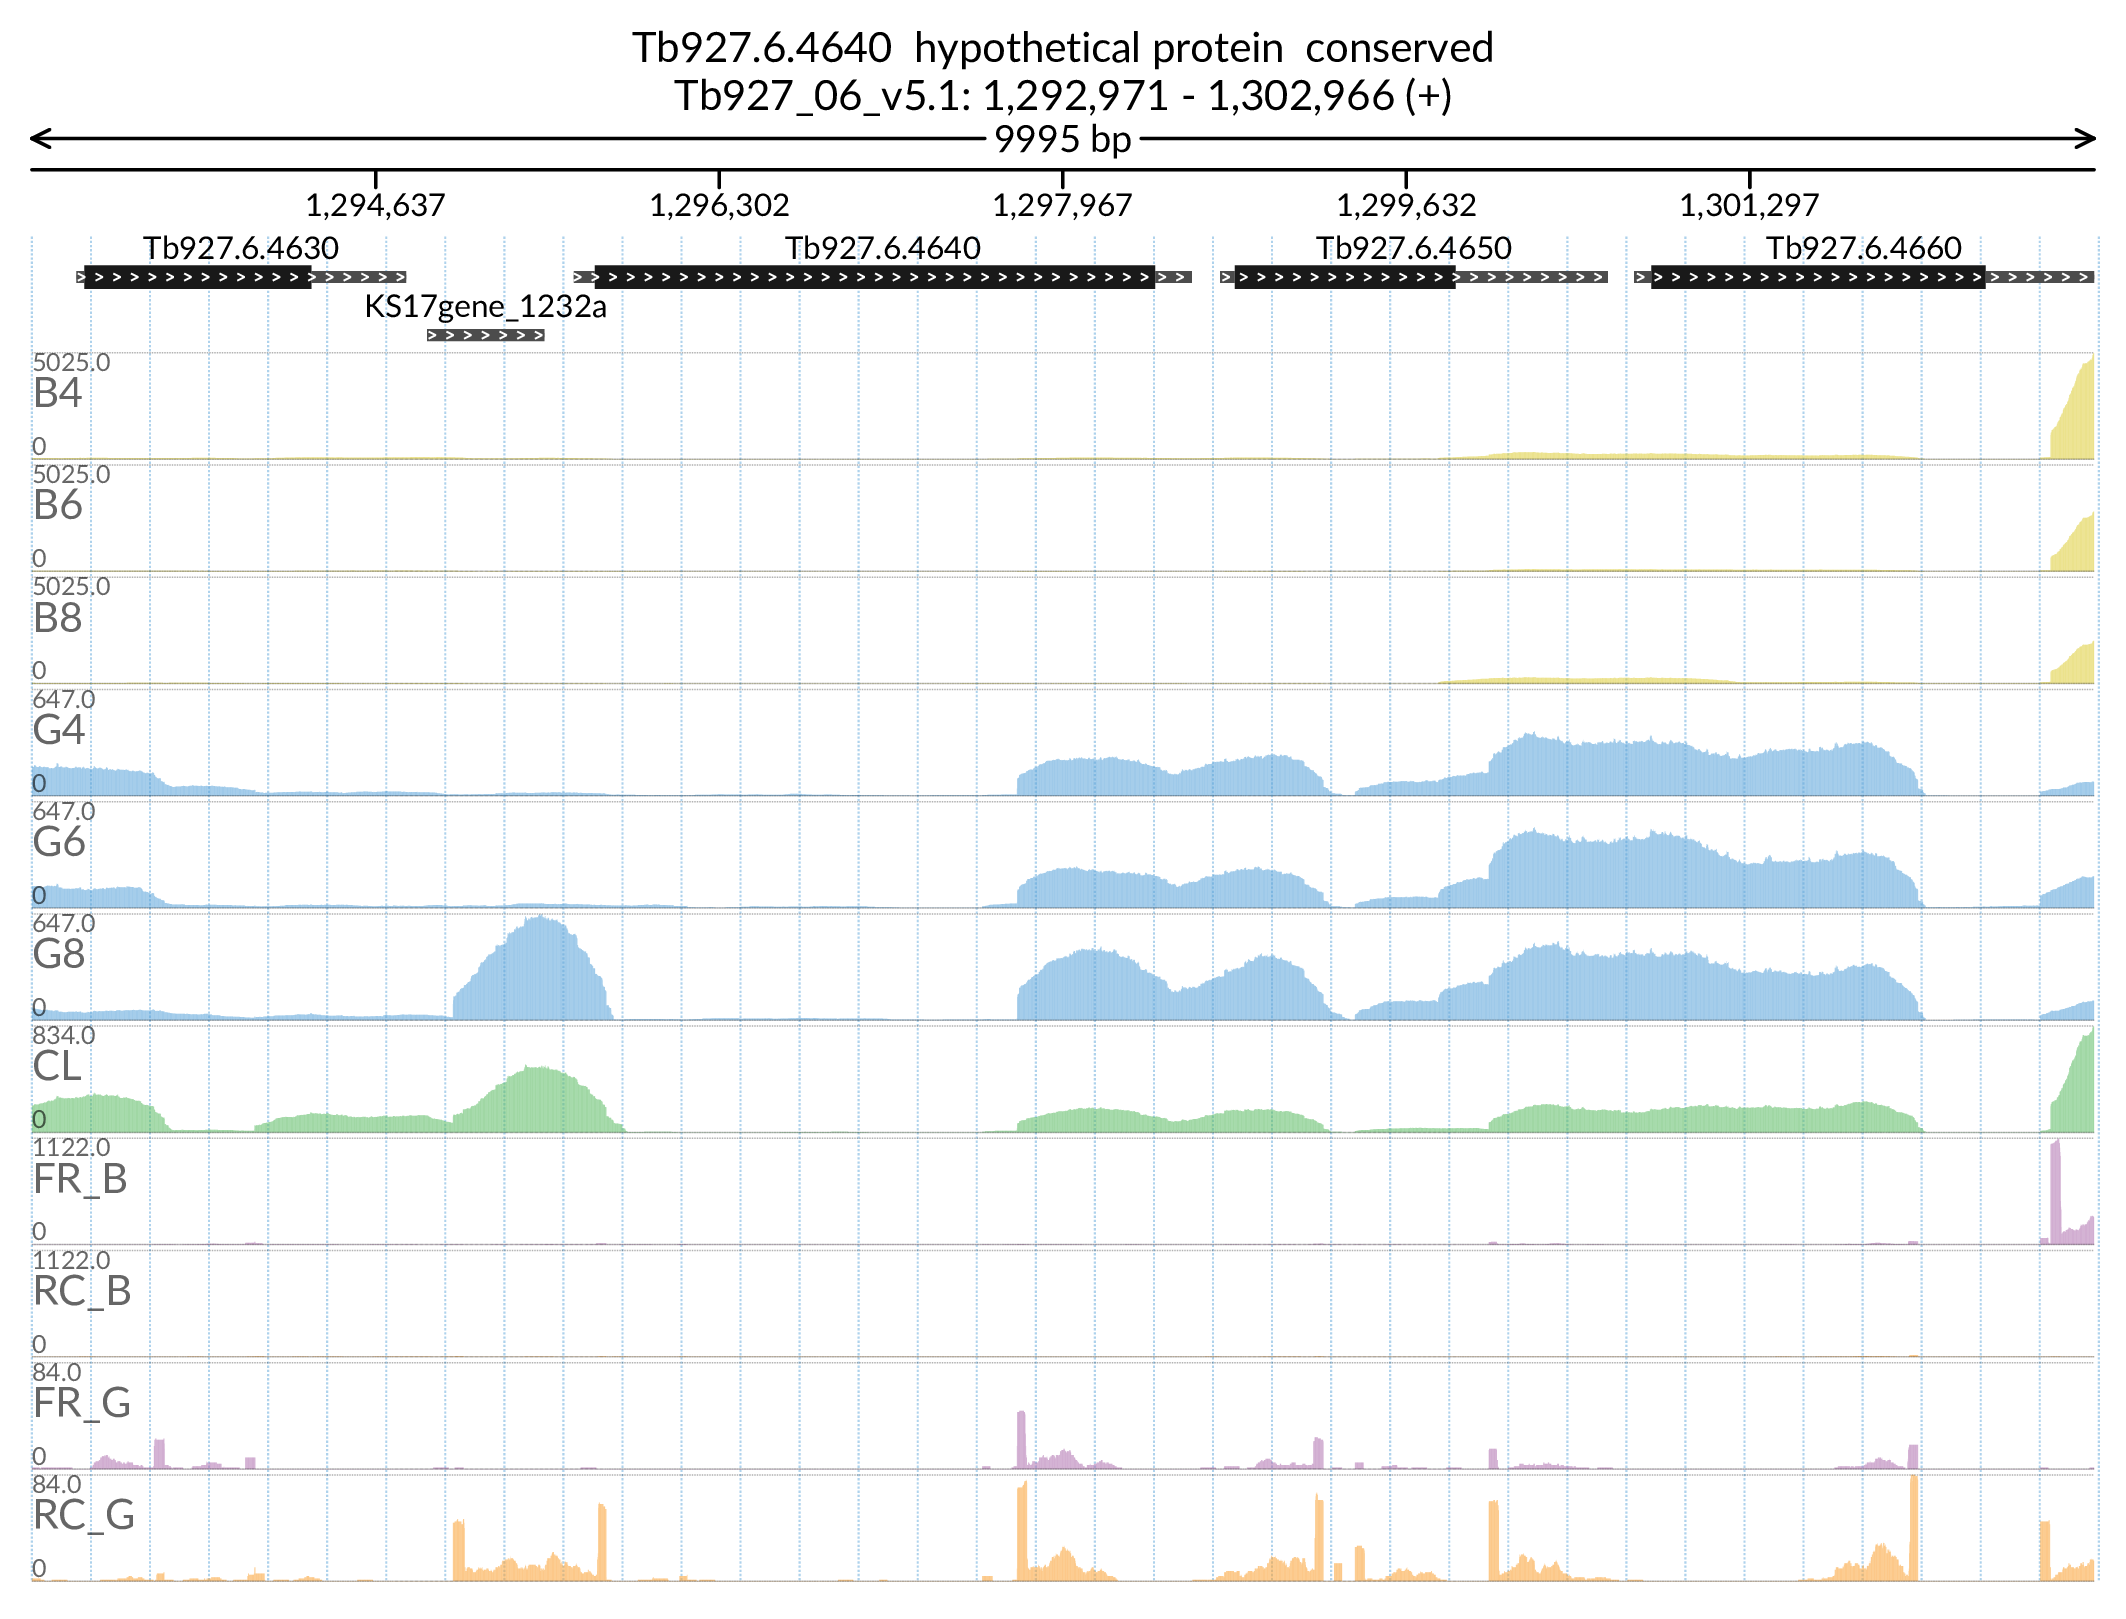 Tb927.6.4640  hypothetical protein  conserved
Tb927_06_v5.1: 1,292,971 - 1,302,966 (+)
9995 bp
1,294,637 1,296,302 1,297,967 1,299,632 1,301,297
Tb927.6.4630 Tb927.6.4640 Tb927.6.4650 Tb927.6.4660
KS17gene_1232a
5025.0
B4
0
5025.0
B6
0
5025.0
B8
0
647.0
G4
0
647.0
G6
0
647.0
G8
0
834.0
CL
0
1122.0
FR_B
0
1122.0
RC_B
0
84.0
FR_G
0
84.0
RC_G
0